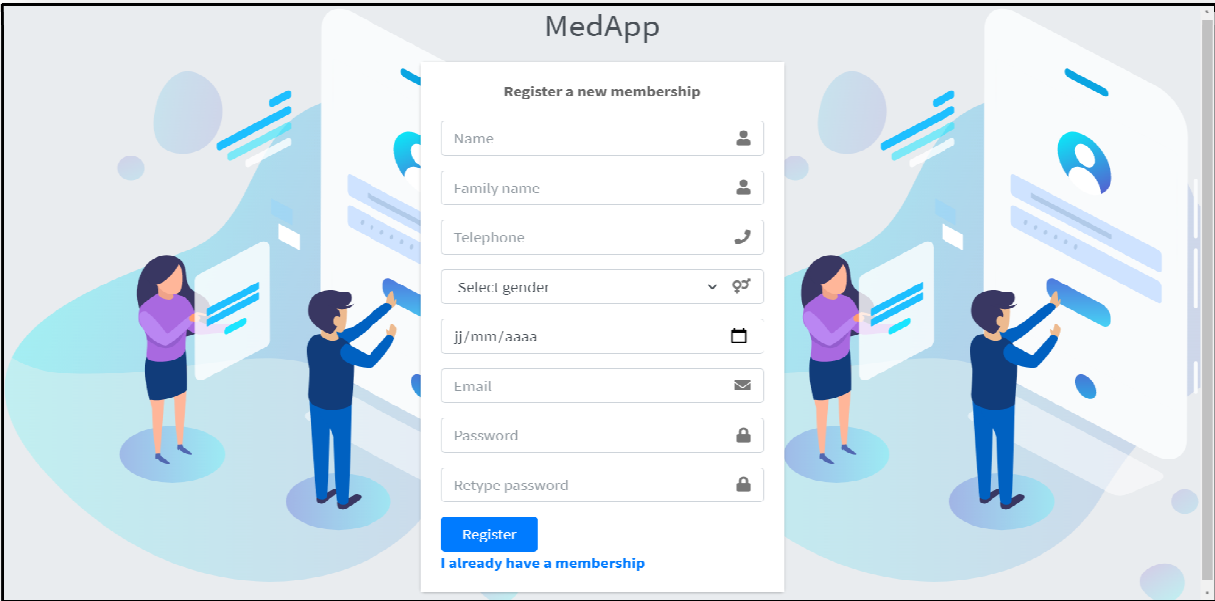 MedApp
Register a new membership
Name
Family name
Telephone
Select gender
jj/mm/aaaa
Email
Password
Retype password
Register
I already have a membership